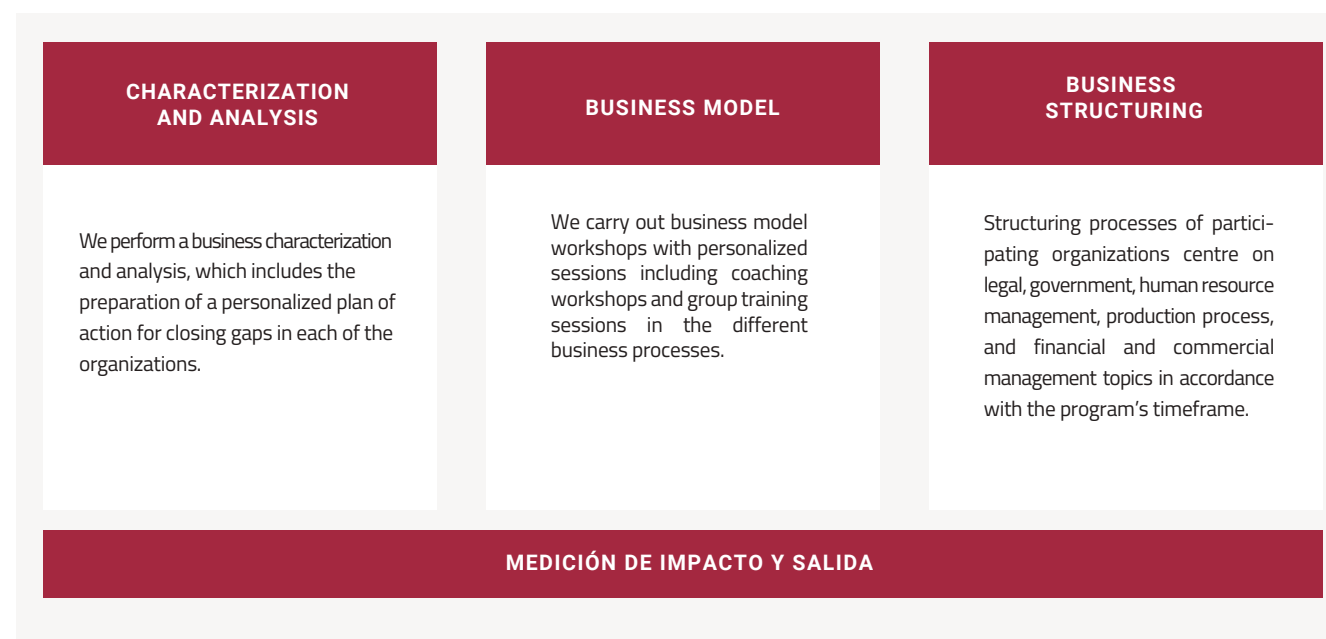 CHARACTERIZATION
AND ANALYSIS
We perform a business characterization
and analysis, which includes the
preparation of a personalized plan of
action for closing gaps in each of the
organizations.
BUSINESS MODEL
We carry out business model
workshops with personalized
sessions including coaching
workshops and group training
sessions in the different
business processes.
BUSINESS
STRUCTURING
Structuring processes of partici-
pating organizations centre on
legal, government, human resource
management, production process,
and financial and commercial
management topics in accordance
with the program’s timeframe.
MEDICIÓN DE IMPACTO Y SALIDA